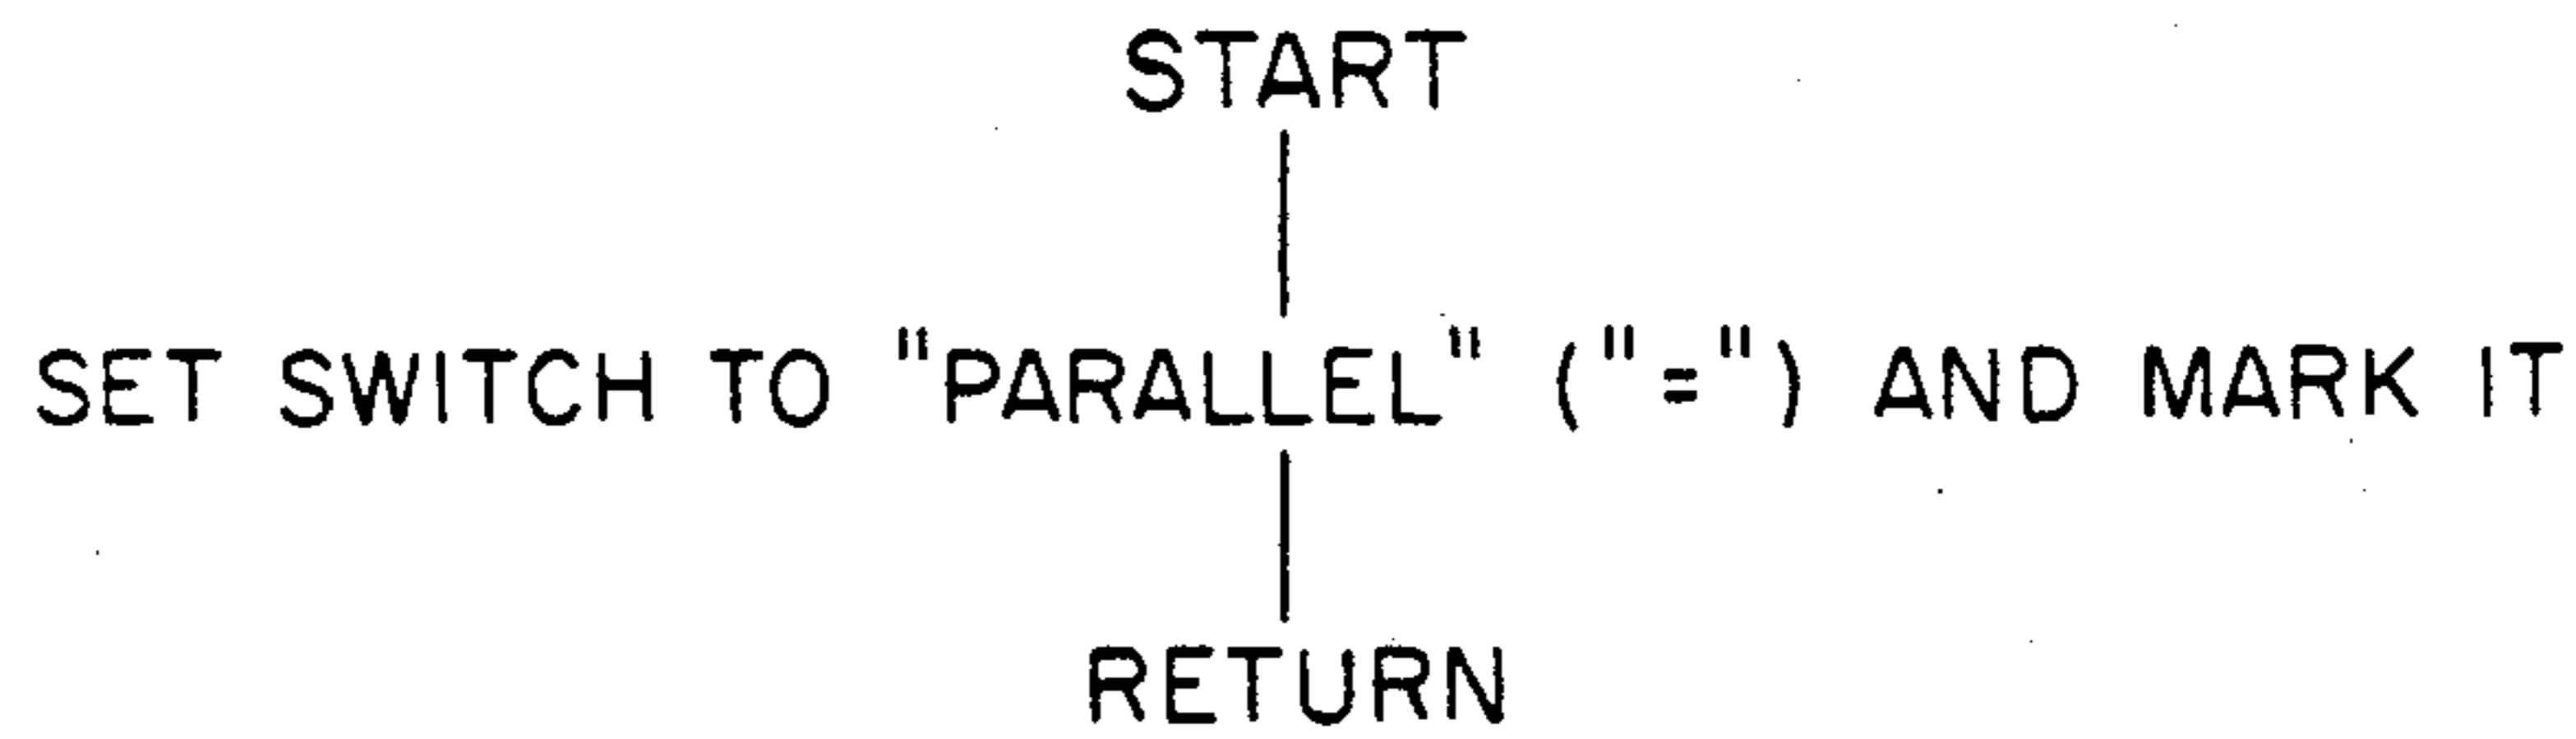 START
SET SWITCH TO "PARALLEL" ("=") AND MARK IT
RETURN